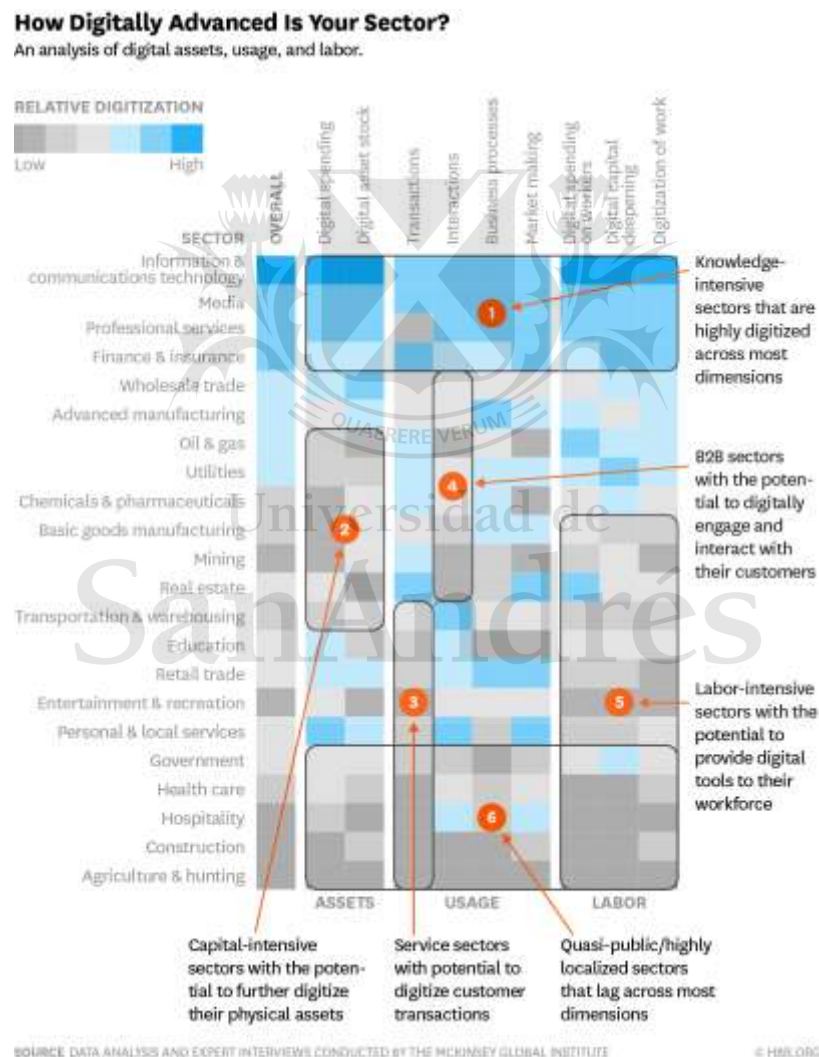 How Digitally Advanced Is Your Sector?
An analysis of digital assets, usage, and labor.
RELATIVE DIGITIZATION
Low
High
SECTOR
OVERALL
Digital spending
Digital asset stock
Transactions
Interactions
Business processes
Market making
Digital spending
on workers
Digital capital
deepening
Digitization of work
Information &
communications technology
Media
Professional services
Finance & insurance
Wholesale trade
Advanced manufacturing
Oil & gas
Utilities
Chemicals & pharmaceuticals
Basic goods manufacturing
Mining
Real estate
Transportation & warehousing
Education
Retail trade
Entertainment & recreation
Personal & local services
Government
Health care
Hospitality
Construction
Agriculture & hunting
1
2
3
4
5
6
Knowledge-
intensive
sectors that are
highly digitized
across most
dimensions
B2B sectors
with the poten-
tial to digitally
engage and
interact with
their customers
Labor-intensive
sectors with the
potential to
provide digital
tools to their
workforce
ASSETS
USAGE
LABOR
Capital-intensive
sectors with the poten-
tial to further digitize
their physical assets
Service sectors
with potential to
digitize customer
transactions
Quasi-public/highly
localized sectors
that lag across most
dimensions
QUAERERE VERUM
Universidad de
SanAndrés
SOURCE DATA ANALYSIS AND EXPERT INTERVIEWS CONDUCTED BY THE MCKINSEY GLOBAL INSTITUTE
© HBR.ORG